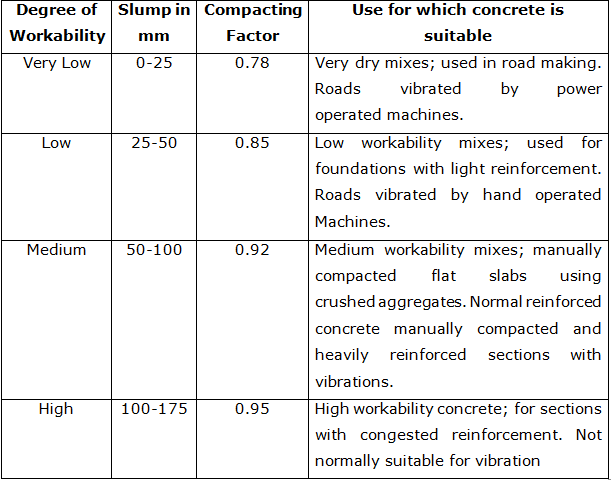 Degree of Workability
Slump in mm
Compacting Factor
Use for which concrete is suitable
Very Low
0-25
0.78
Very dry mixes; used in road making.
Roads vibrated by power
operated machines.
Low
25-50
0.85
Low workability mixes; used for
foundations with light reinforcement.
Roads vibrated by hand operated
Machines.
Medium
50-100
0.92
Medium workability mixes; manually
compacted flat slabs using
crushed aggregates. Normal reinforced
concrete manually compacted and
heavily reinforced sections with
vibrations.
High
100-175
0.95
High workability concrete; for sections
with congested reinforcement. Not
normally suitable for vibration